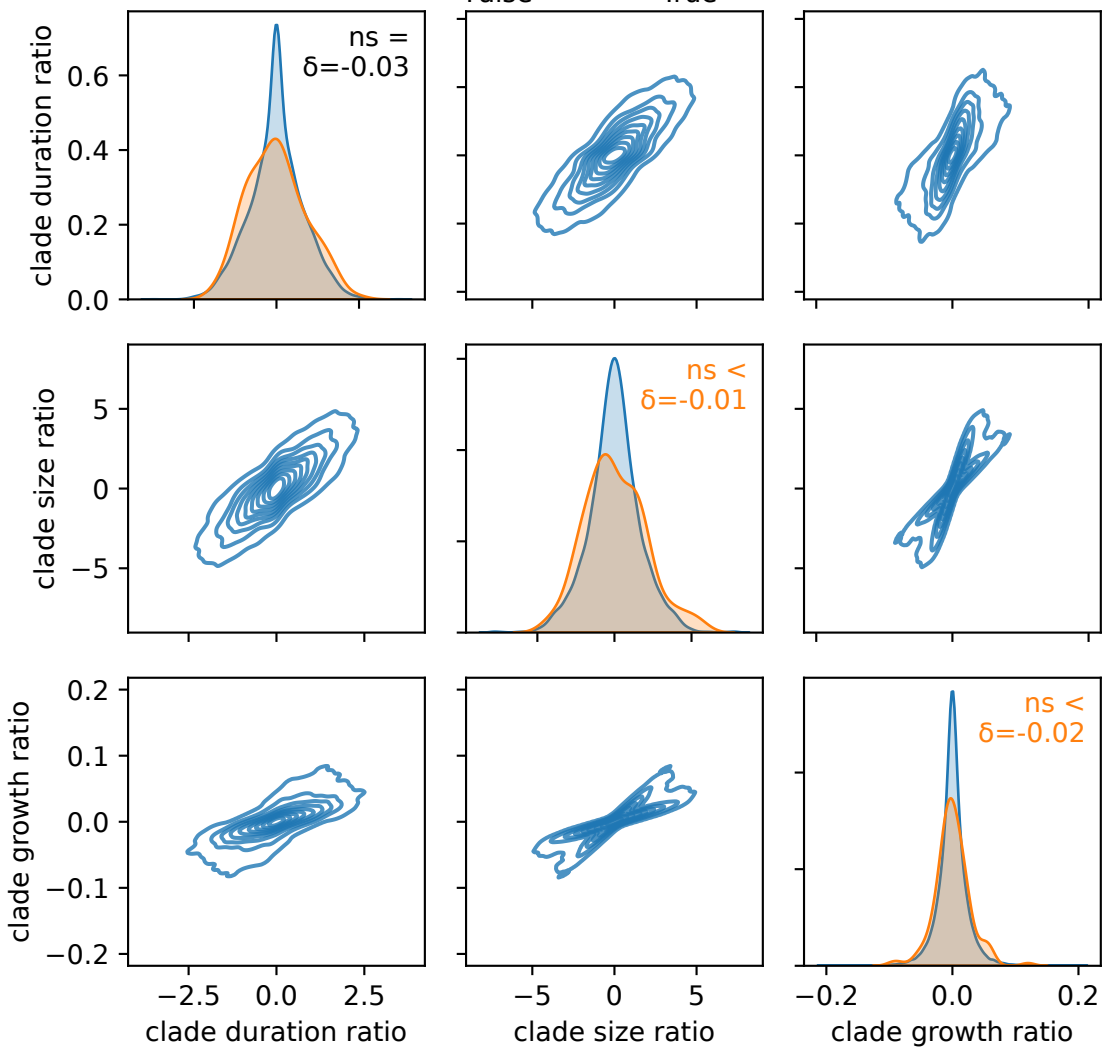 ns =
δ=-0.03
clade duration ratio
0.6
0.4
0.2
0.0
ns <
δ=-0.01
clade size ratio
5
0
−5
ns <
δ=-0.02
clade growth ratio
0.2
0.1
0.0
−0.1
−0.2
−2.5 0.0 2.5
−5 0 5
−0.2 0.0 0.2
clade duration ratio
clade size ratio
clade growth ratio